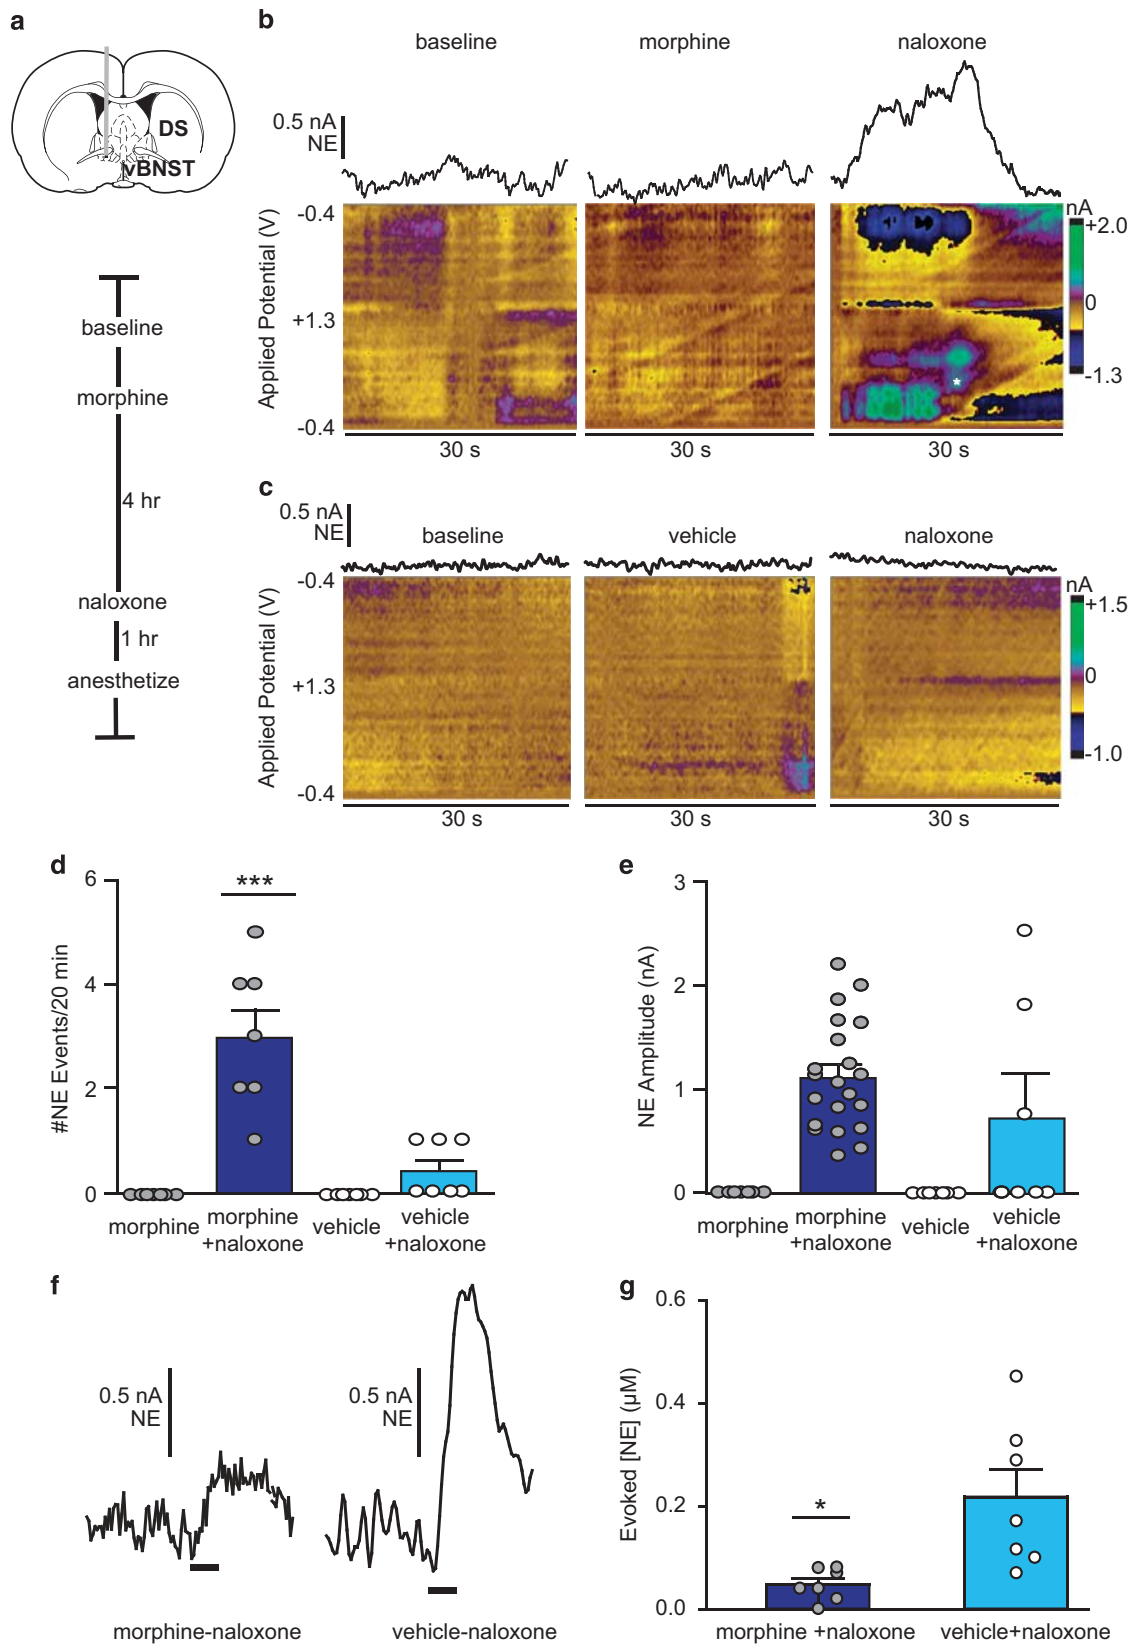 a
DS
vBNST
baseline
morphine
4 hr
naloxone
1 hr
anesthetize
b
baseline
morphine
naloxone
0.5 nA
NE
Applied Potential (V)
-0.4
+1.3
-0.4
30 s
30 s
30 s
nA
+2.0
0
-1.3
*
c
0.5 nA
NE
baseline
vehicle
naloxone
Applied Potential (V)
-0.4
+1.3
-0.4
30 s
30 s
30 s
nA
+1.5
0
-1.0
d
#NE Events/20 min
6
4
2
0
***
morphine
morphine
+naloxone
vehicle
vehicle
+naloxone
e
NE Amplitude (nA)
3
2
1
0
morphine
morphine
+naloxone
vehicle
vehicle
+naloxone
f
0.5 nA
NE
0.5 nA
NE
morphine-naloxone
vehicle-naloxone
g
Evoked [NE] (µM)
0.6
0.4
0.2
0.0
*
morphine +naloxone
vehicle+naloxone